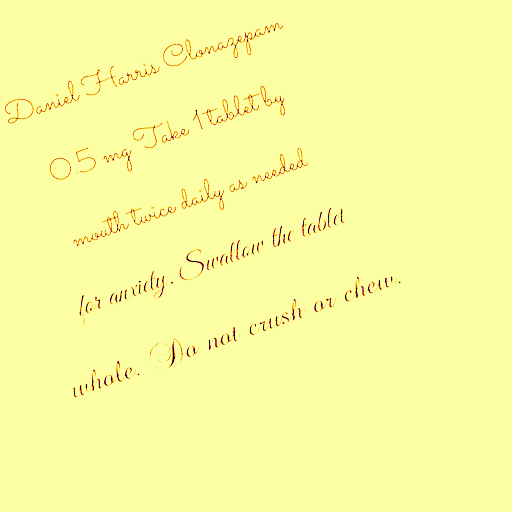 Daniel Harris Clonazepam
0.5 mg Take 1 tablet by
mouth twice daily as needed
for anxiety. Swallow the tablet
whole. Do not crush or chew.